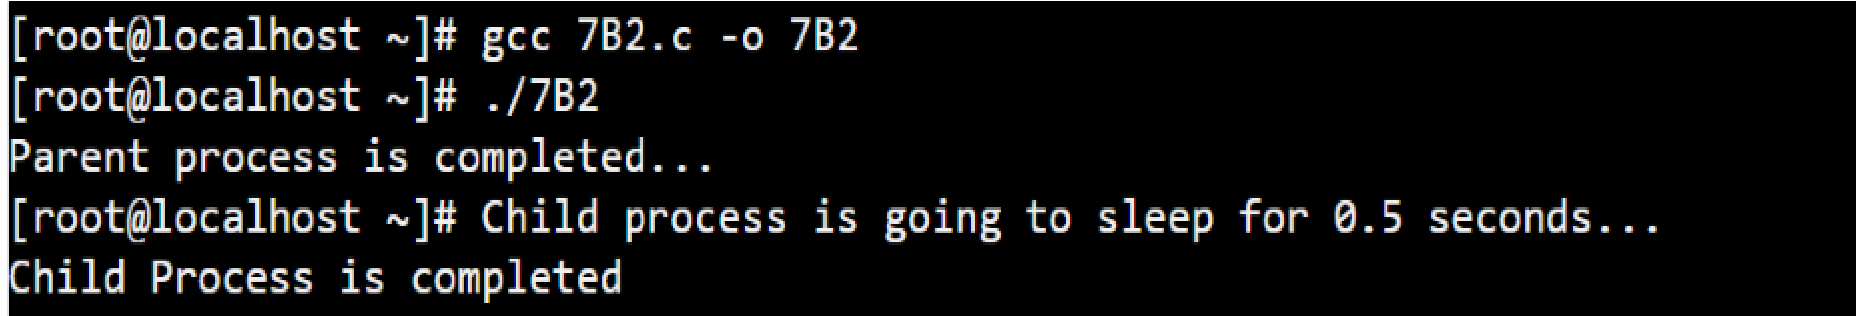 [root@localhost ~]# gcc 7B2.c -o 7B2
[root@localhost ~]# ./7B2
Parent process is completed...
[root@localhost ~]# Child process is going to sleep for 0.5 seconds...
Child Process is completed